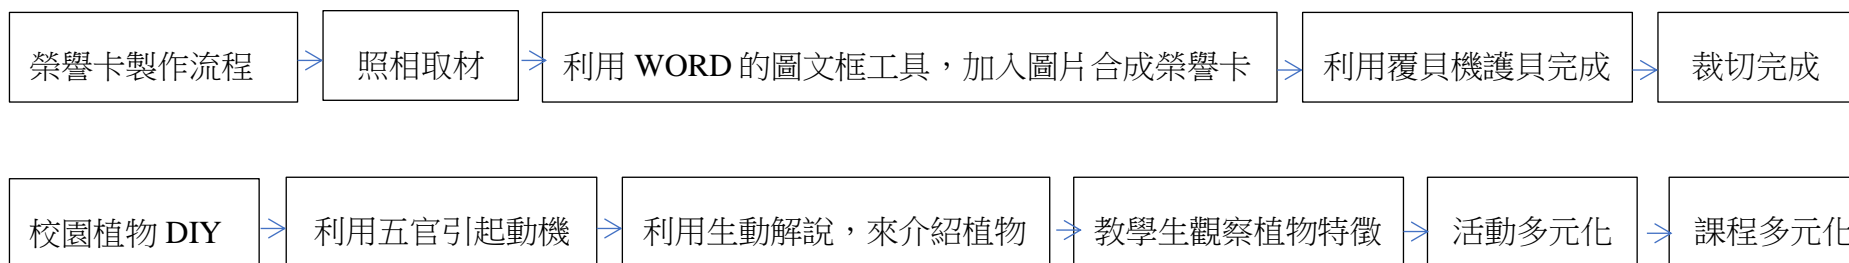 榮譽卡製作流程 照相取材 利用 WORD 的圖文框工具，加入圖片合成榮譽卡 利用覆貝機護貝完成 裁切完成
校園植物 DIY 利用五官引起動機 利用生動解說，來介紹植物 教學生觀察植物特徵 活動多元化 課程多元化